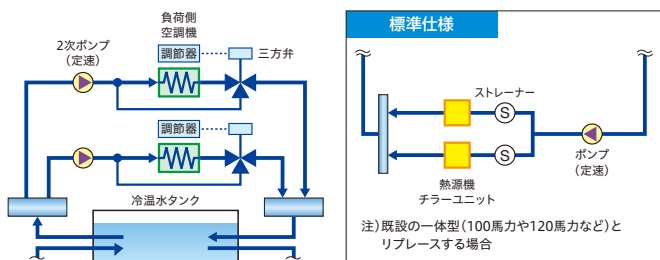 負荷側
空調機
2次ポンプ
(定速)
調節器
三方弁
調節器
冷温水タンク
標準仕様
ストレーナー
S
S
ポンプ
(定速)
熱源機
チラーユニット
注)既設の一体型(100馬力や120馬力など)と
リプレースする場合